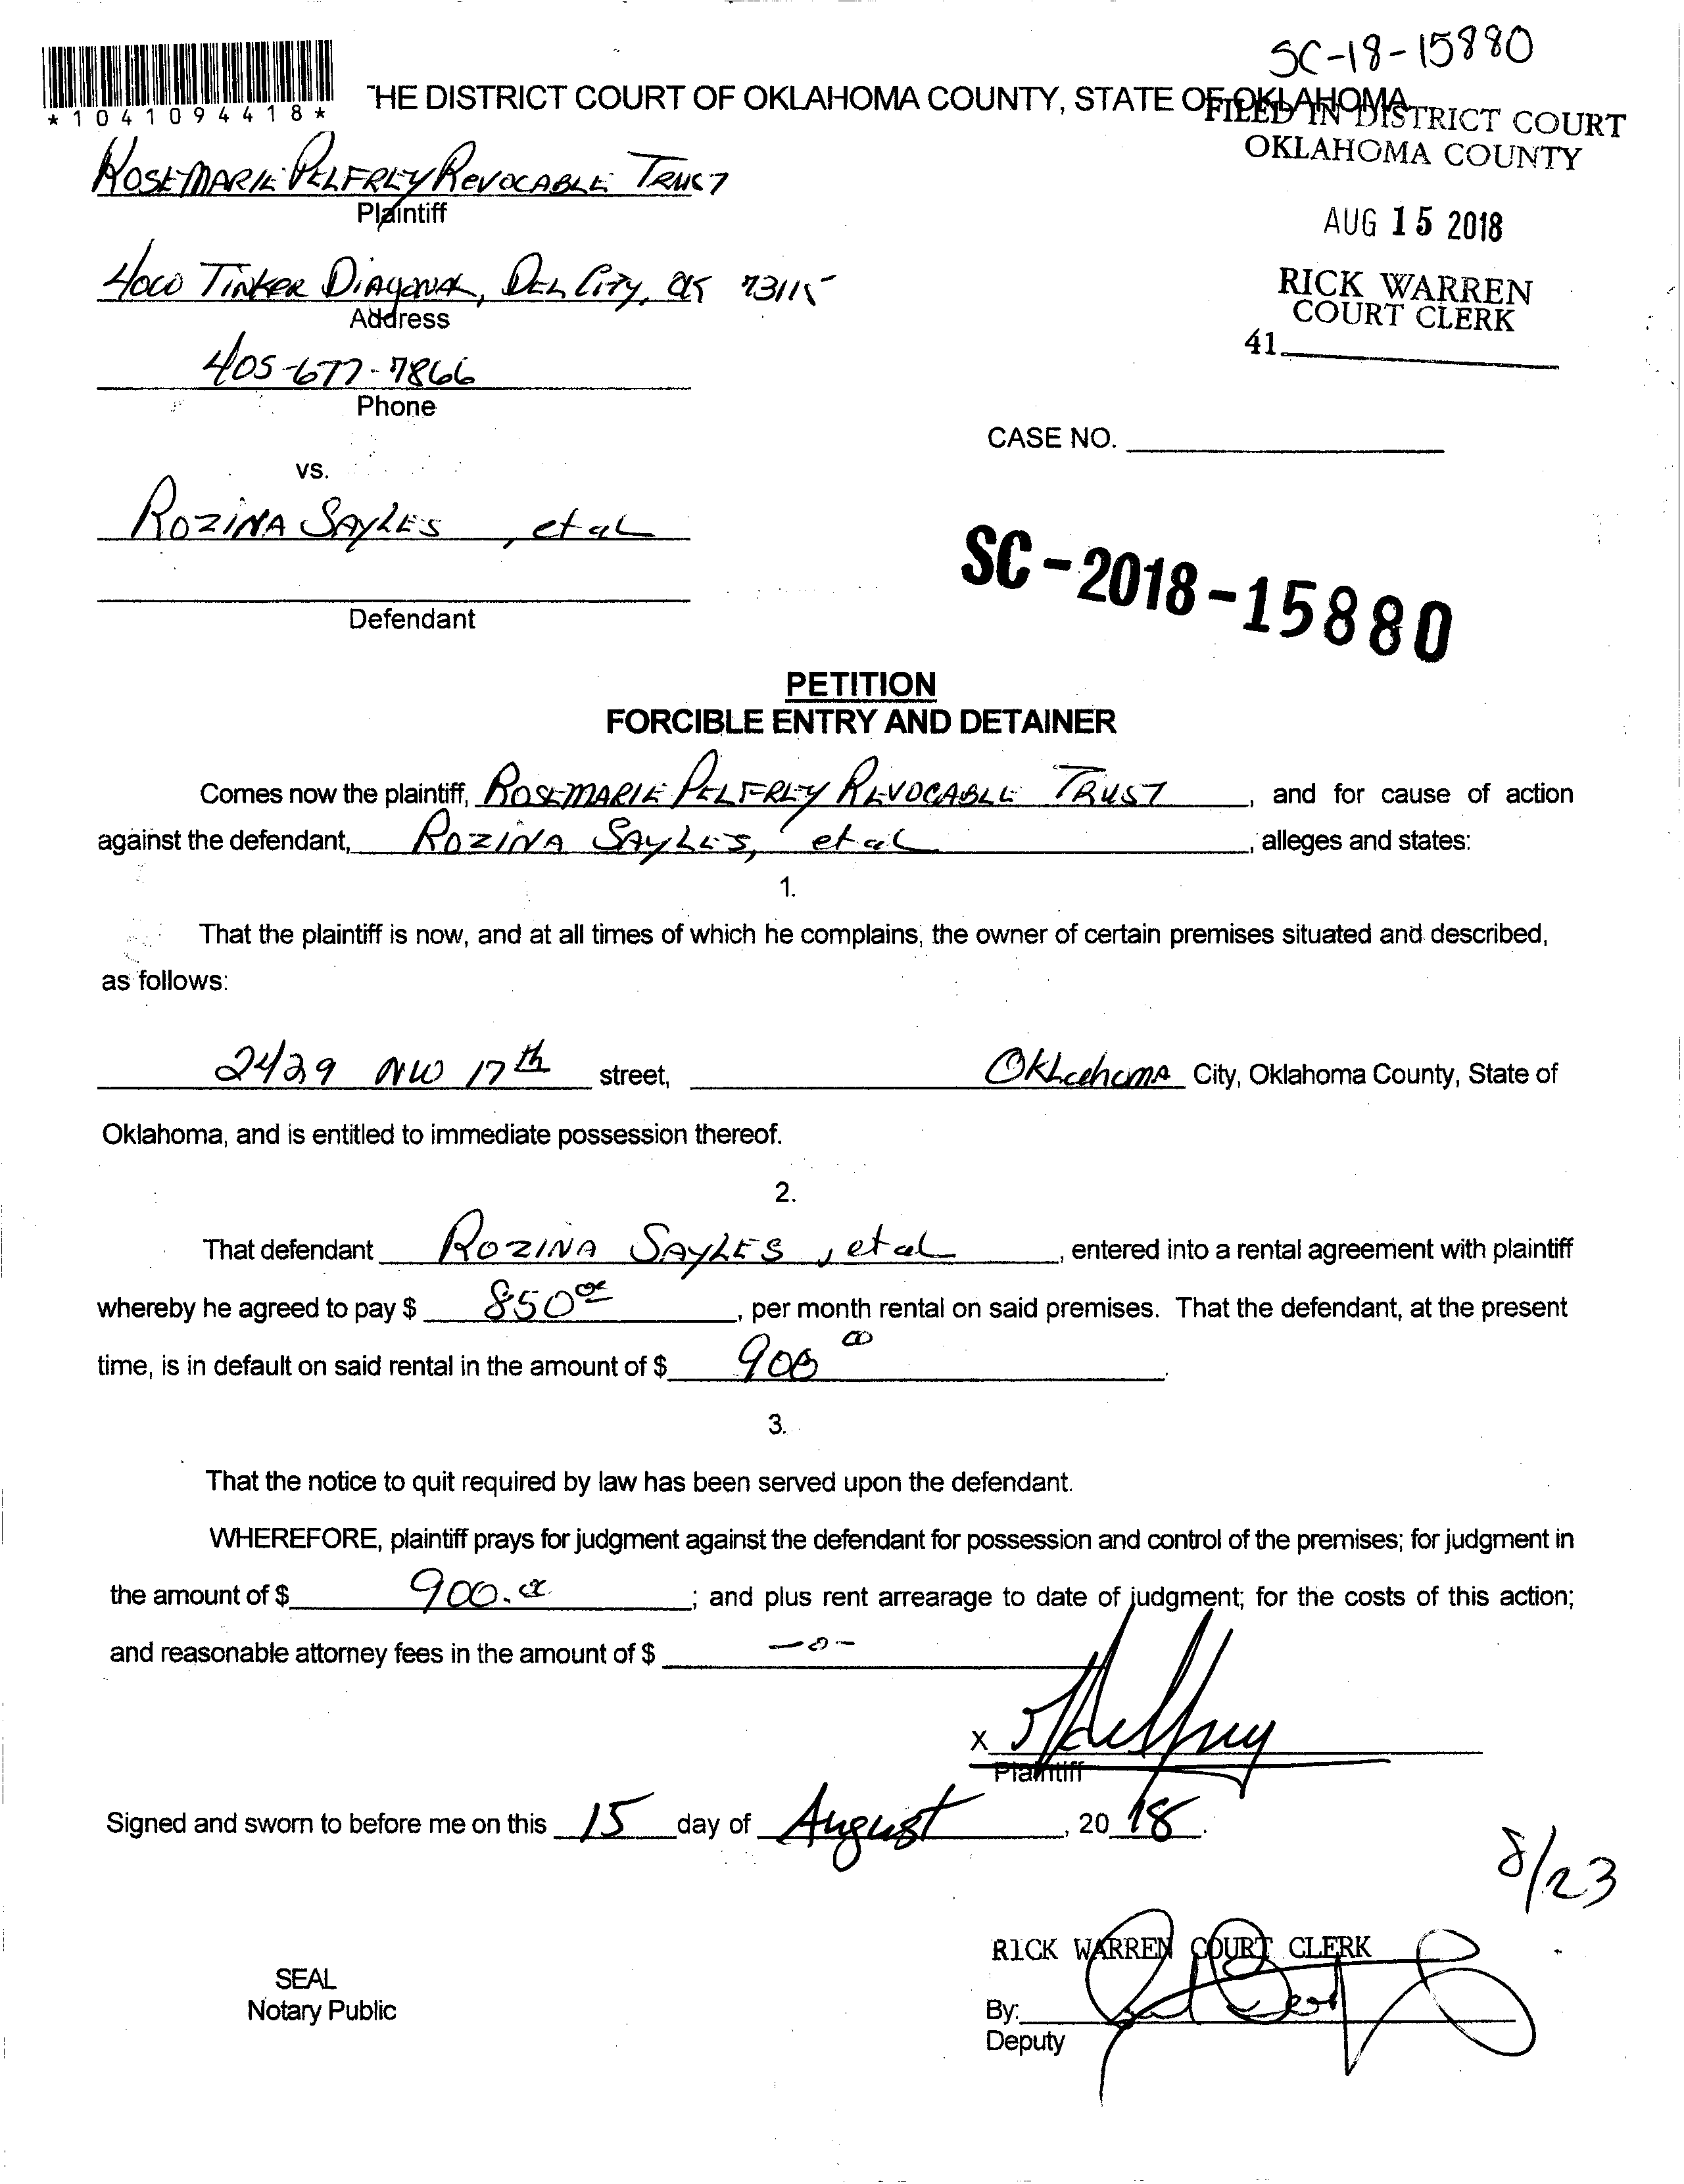 SC-18-15880
*1041094418*
THE DISTRICT COURT OF OKLAHOMA COUNTY, STATE OF OKLAHOMA
FILED IN DISTRICT COURT
OKLAHOMA COUNTY
ROSEMARIE PELFREY REVOCABLE TRUST
Plaintiff
AUG 15 2018
4000 TINKER DIAGONAL, DEL CITY, OK 73115
Address
RICK WARREN
COURT CLERK
41
405-677-7866
Phone
CASE NO.
vs.
ROZINA SAYLES, et al
SC-2018-15880
Defendant
PETITION
FORCIBLE ENTRY AND DETAINER
Comes now the plaintiff, ROSEMARIE PELFREY REVOCABLE TRUST, and for cause of action
against the defendant, ROZINA SAYLES, et al, alleges and states:
1.
That the plaintiff is now, and at all times of which he complains, the owner of certain premises situated and described,
as follows:
2429 NW 17th street, Oklahoma City, Oklahoma County, State of
Oklahoma, and is entitled to immediate possession thereof.
2.
That defendant ROZINA SAYLES, et al, entered into a rental agreement with plaintiff
whereby he agreed to pay $ 850 00, per month rental on said premises. That the defendant, at the present
time, is in default on said rental in the amount of $ 900 00.
3.
That the notice to quit required by law has been served upon the defendant.
WHEREFORE, plaintiff prays for judgment against the defendant for possession and control of the premises; for judgment in
the amount of $ 900.00; and plus rent arrearage to date of judgment; for the costs of this action;
and reasonable attorney fees in the amount of $ -0-
X
Plaintiff
Signed and sworn to before me on this 15 day of August, 20 18.
8/23
RICK WARREN COURT CLERK
SEAL
Notary Public
By:
Deputy